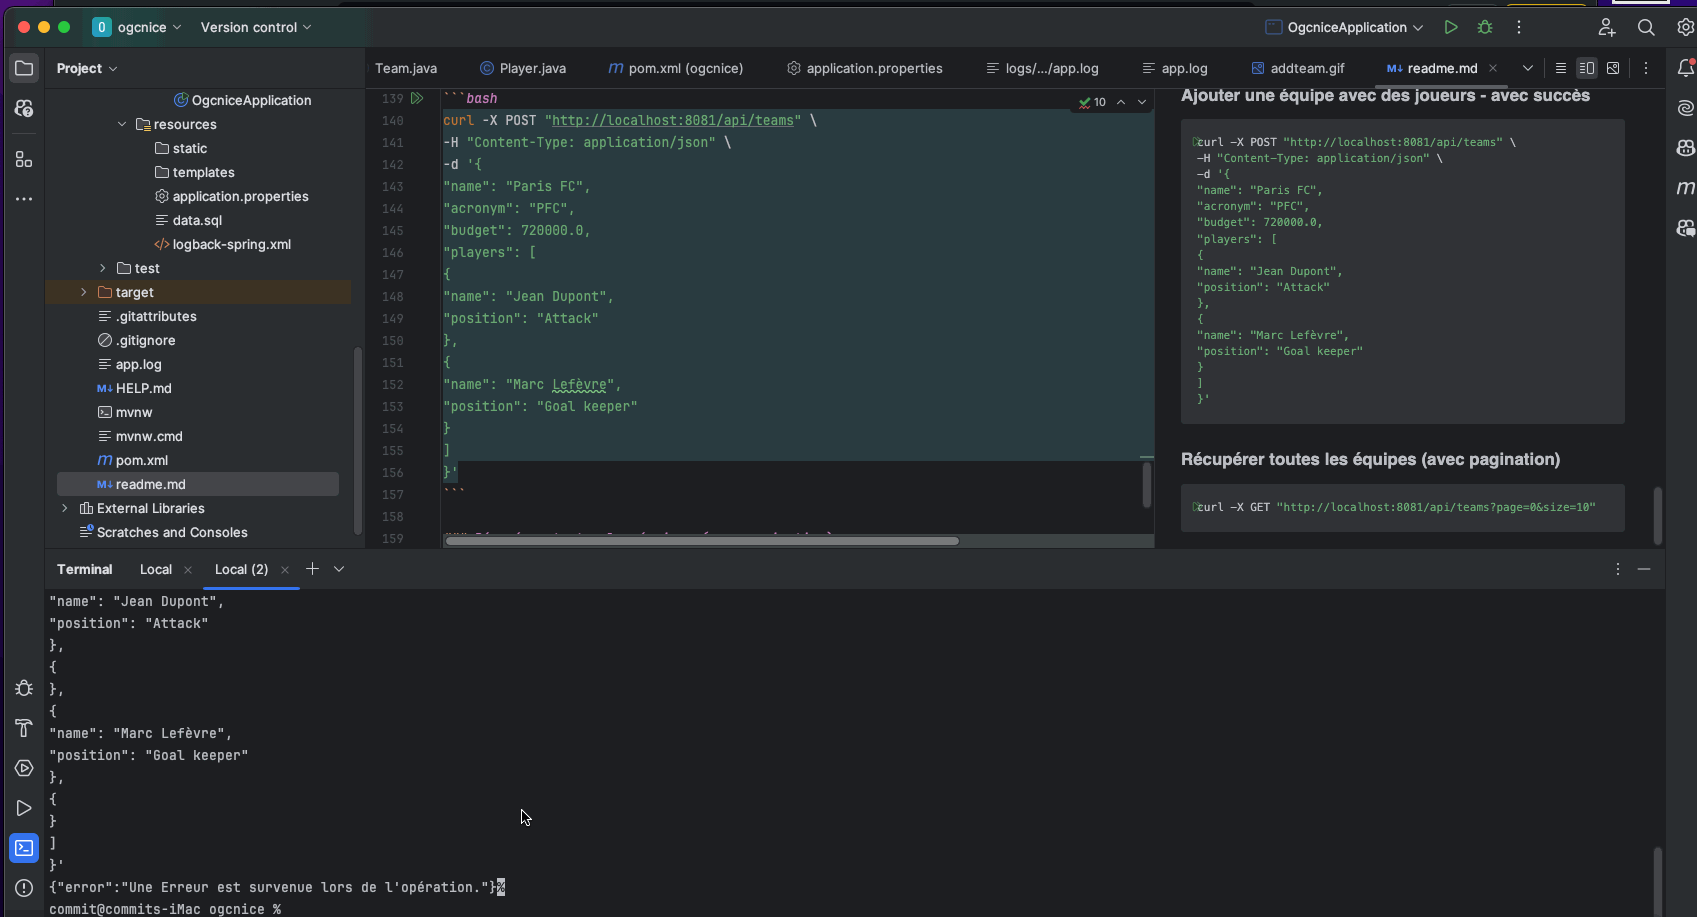 ogcnice
Version control
OgcniceApplication
Project
Team.java
Player.java
pom.xml (ogcnice)
application.properties
logs/.../app.log
app.log
addteam.gif
readme.md
OgcniceApplication
resources
static
templates
application.properties
data.sql
logback-spring.xml
test
target
.gitattributes
.gitignore
app.log
HELP.md
mvnw
mvnw.cmd
pom.xml
readme.md
External Libraries
Scratches and Consoles
10
139 ```bash
140 curl -X POST "http://localhost:8081/api/teams" \
141 -H "Content-Type: application/json" \
142 -d '{
143 "name": "Paris FC",
144 "acronym": "PFC",
145 "budget": 720000.0,
146 "players": [
147 {
148 "name": "Jean Dupont",
149 "position": "Attack"
150 },
151 {
152 "name": "Marc Lefèvre",
153 "position": "Goal keeper"
154 }
155 ]
156 }'
157 ```
158
159
Ajouter une équipe avec des joueurs - avec succès
curl -X POST "http://localhost:8081/api/teams" \
-H "Content-Type: application/json" \
-d '{
"name": "Paris FC",
"acronym": "PFC",
"budget": 720000.0,
"players": [
{
"name": "Jean Dupont",
"position": "Attack"
},
{
"name": "Marc Lefèvre",
"position": "Goal keeper"
}
]
}'
Récupérer toutes les équipes (avec pagination)
curl -X GET "http://localhost:8081/api/teams?page=0&size=10"
Terminal
Local
Local (2)
"name": "Jean Dupont",
"position": "Attack"
},
{
},
{
"name": "Marc Lefèvre",
"position": "Goal keeper"
},
{
}
]
}'
{"error":"Une Erreur est survenue lors de l'opération."}%
commit@commits-iMac ogcnice %